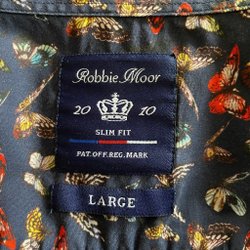 Robbie Moor
20 10
SLIM FIT
PAT.OFF.REG.MARK
LARGE